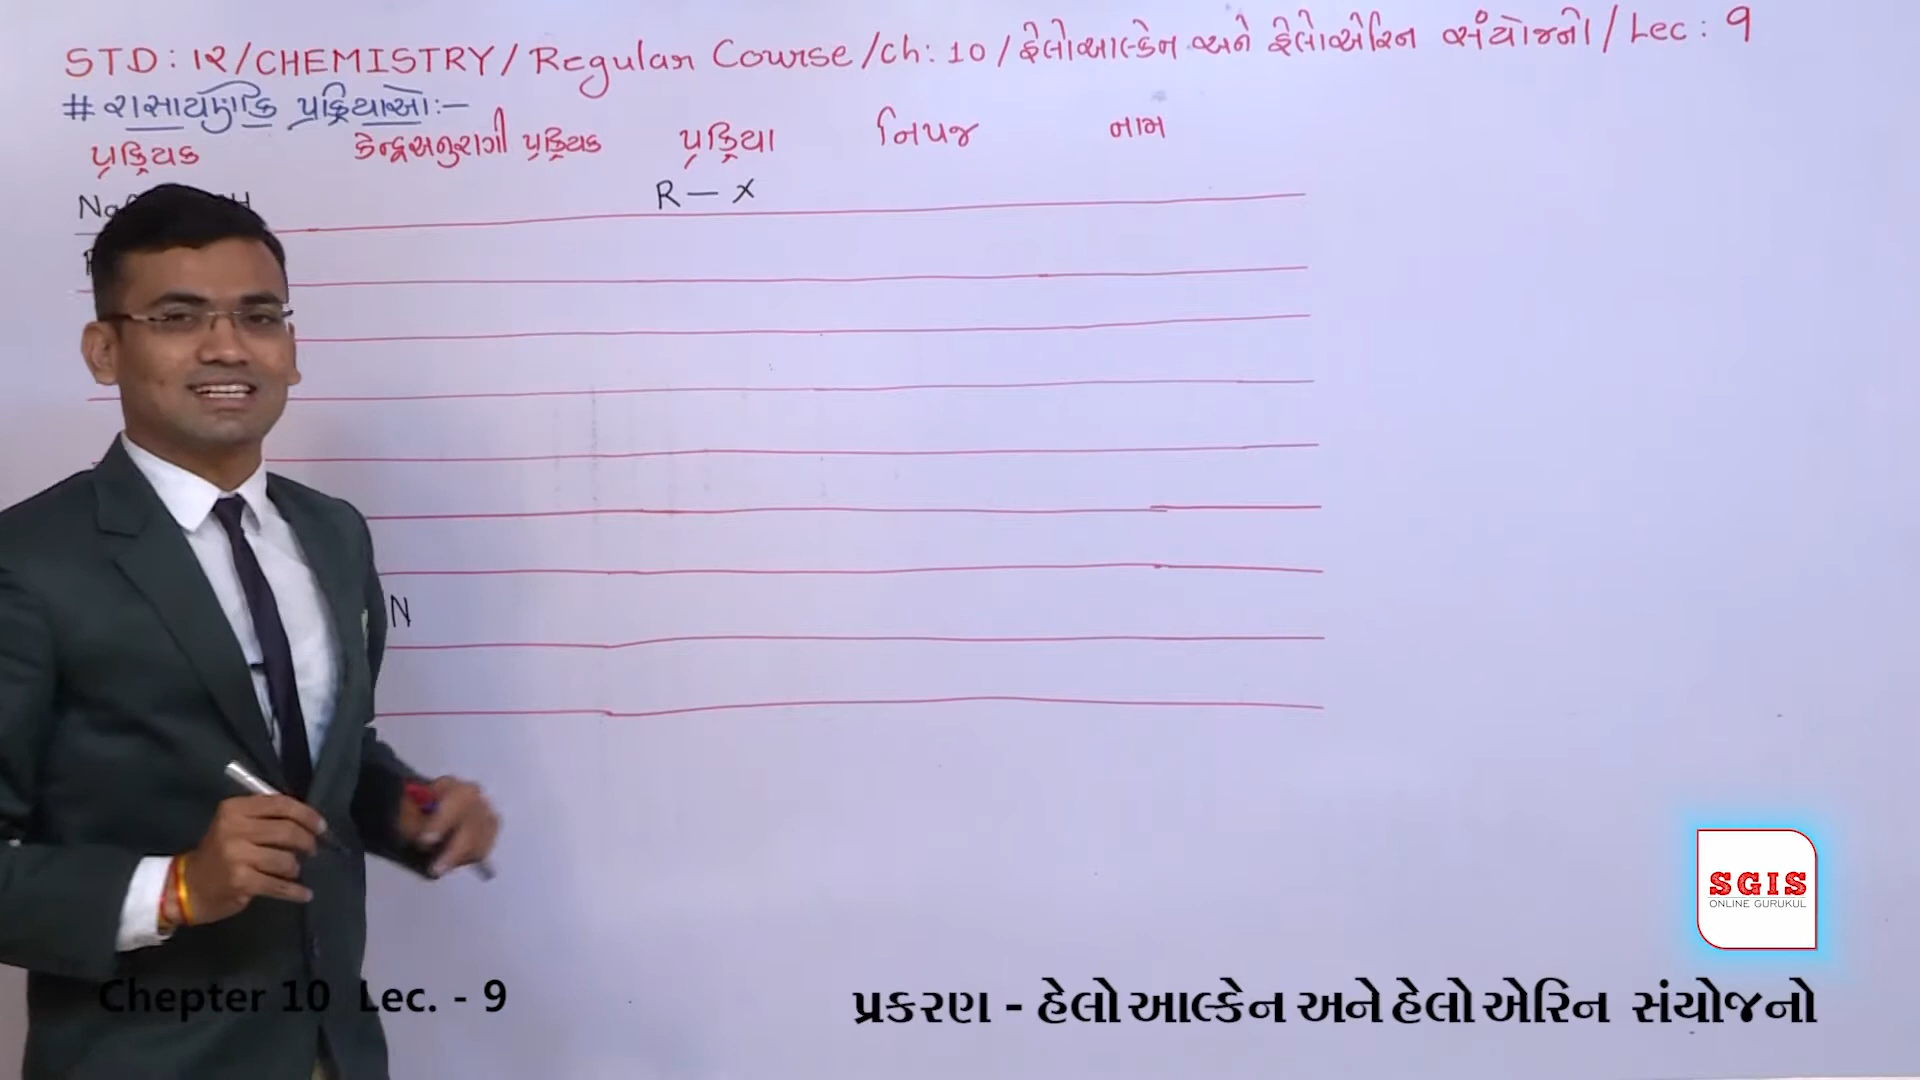 STD: ૧૨/CHEMISTRY/Regular Course/ch: 10/હેલોઆલ્કેન અને હેલોએરિન સંયોજનો/Lec: 9
# રાસાયણિક પ્રક્રિયાઓ:-
પ્રક્રિયક કેન્દ્રઅનુરાગી પ્રક્રિયક પ્રક્રિયા નિપજ નામ
R — X
N
SGIS
ONLINE GURUKUL
Chepter 10 Lec. - 9
પ્રકરણ - હેલોઆલ્કેન અને હેલોએરિન સંયોજનો